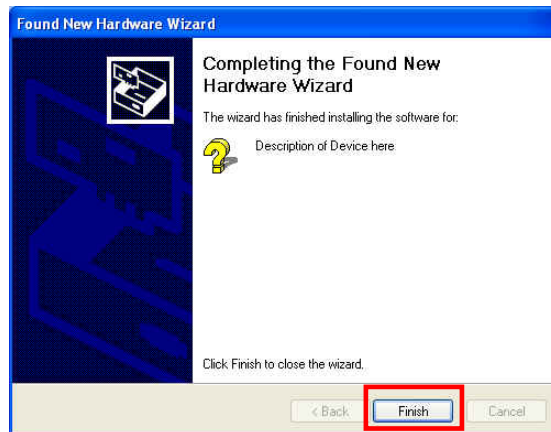 Found New Hardware Wizard
Completing the Found New
Hardware Wizard
The wizard has finished installing the software for:
Description of Device here
Click Finish to close the wizard.
< Back
Finish
Cancel